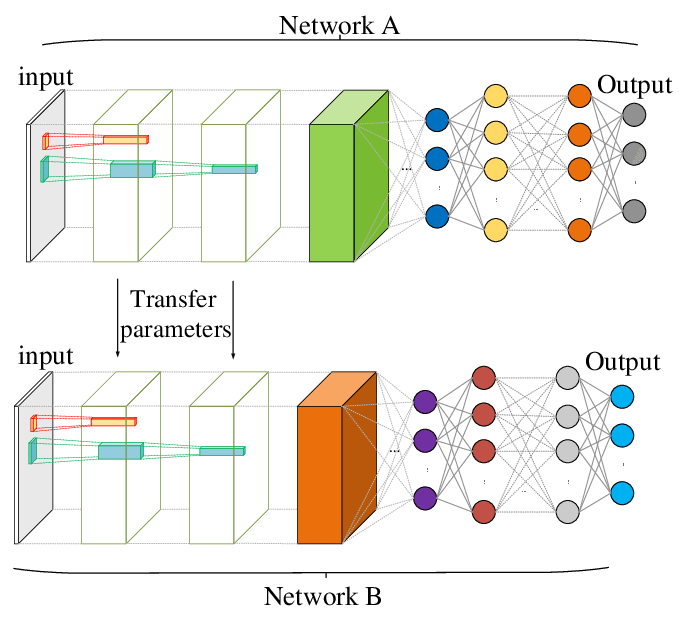 Network A
input
Output
...
Transfer
parameters
input
Output
...
Network B